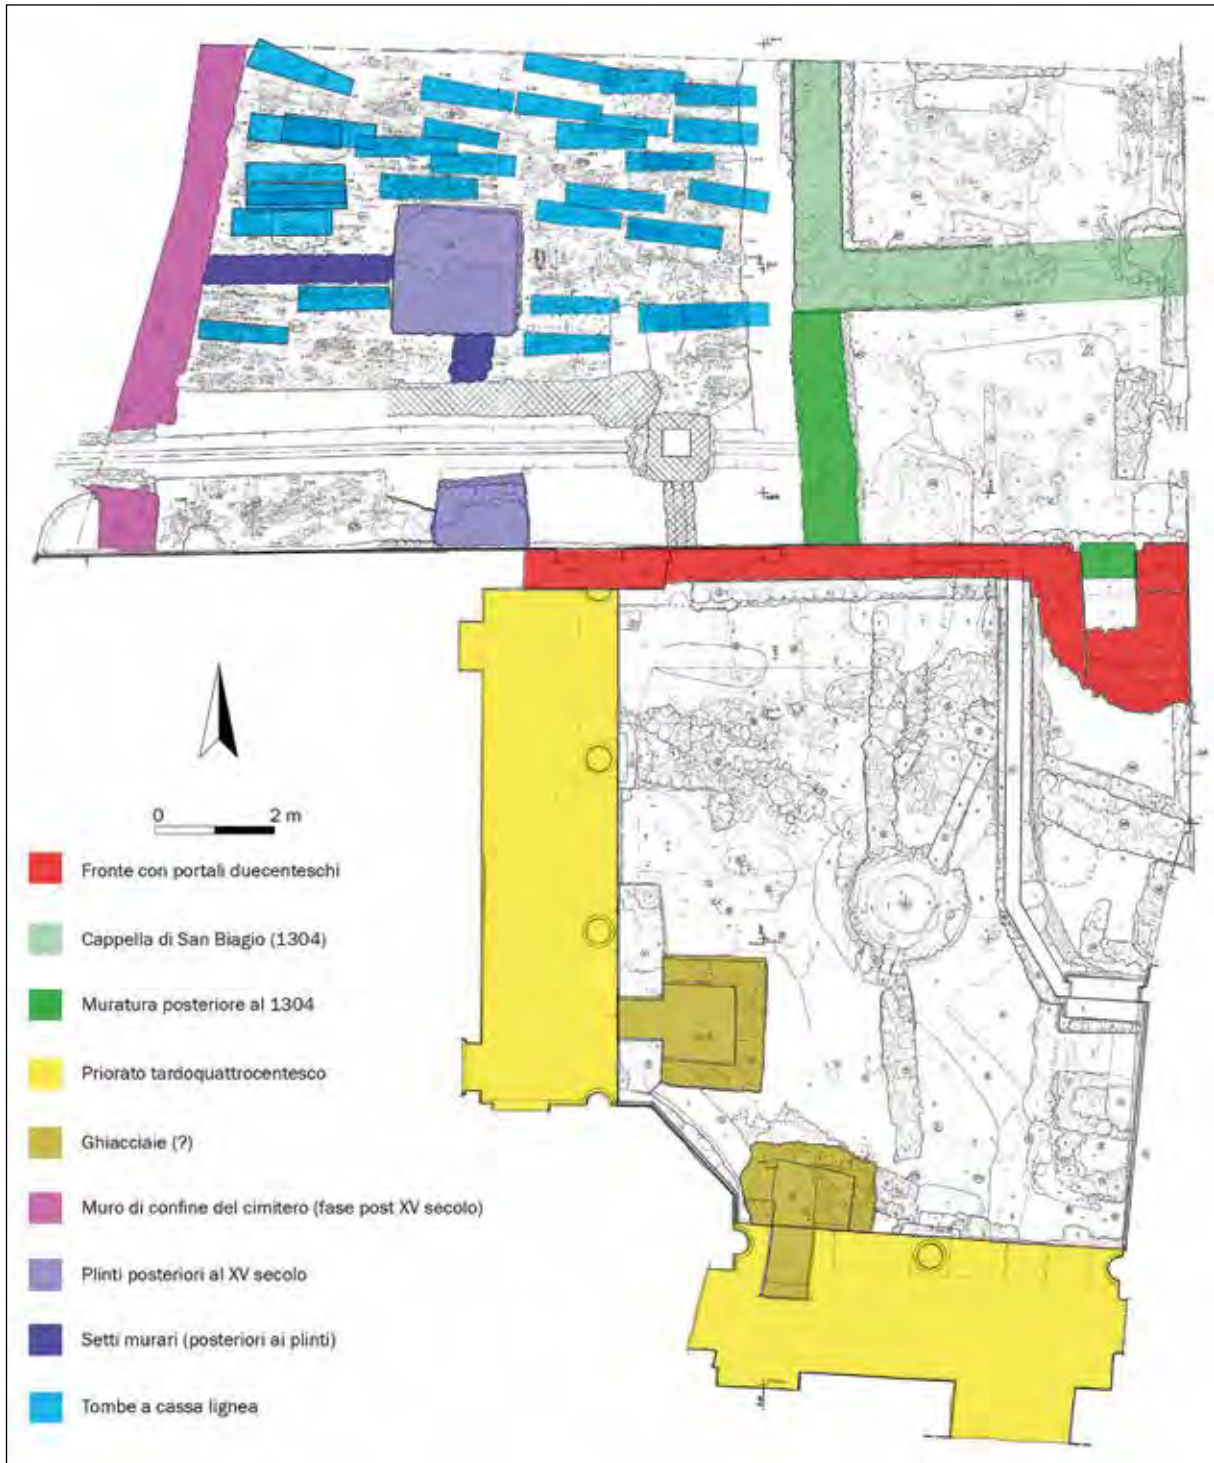 0 2 m
Fronte con portali duecenteschi
Cappella di San Biagio (1304)
Muratura posteriore al 1304
Priorato tardoquattrocentesco
Ghiacciaie (?)
Muro di confine del cimitero (fase post XV secolo)
Plinti posteriori al XV secolo
Setti murari (posteriori ai plinti)
Tombe a cassa lignea